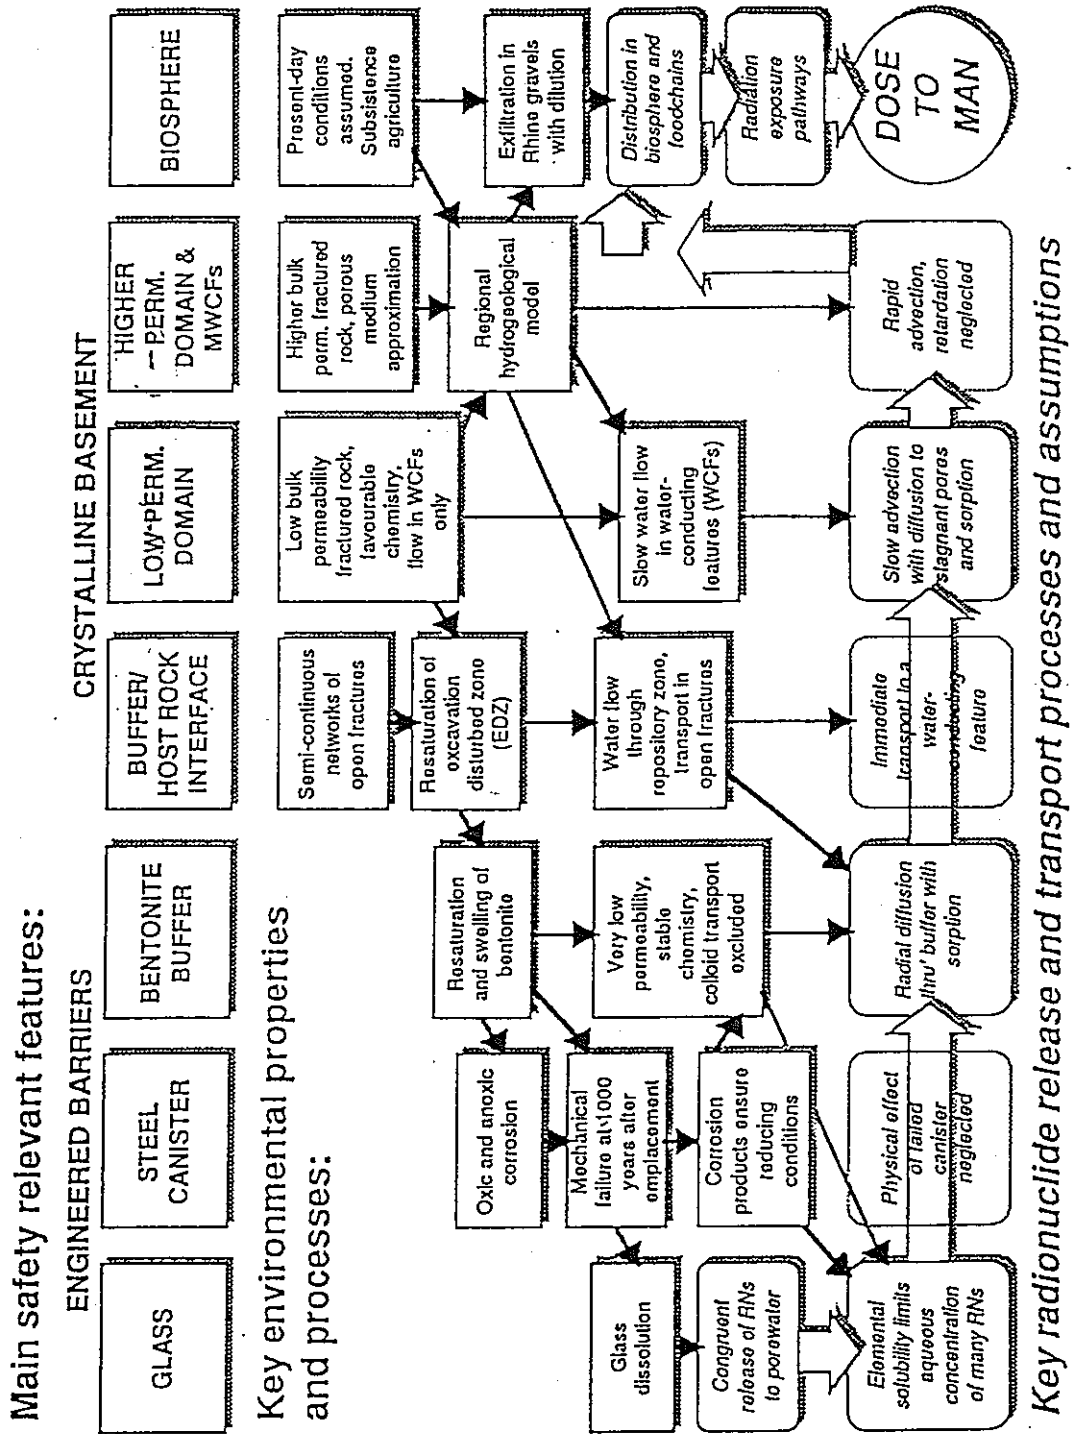 Main safety relevant features:
ENGINEERED BARRIERS
CRYSTALLINE BASEMENT
GLASS
STEEL
CANISTER
BENTONITE
BUFFER
BUFFER/
HOST ROCK
INTERFACE
LOW-PERM.
DOMAIN
HIGHER
PERM.
DOMAIN &
MWCFs
BIOSPHERE
Key environmental properties
and processes:
Semi-continuous
networks of
open fractures
Low bulk
permeability
fractured rock,
favourable
chemistry,
flow in WCFs
only
Higher bulk
perm. fractured
rock, porous
medium
approximation
Present-day
conditions
assumed.
Subsistence
agriculture
Resaturation of
excavation
disturbed zone
(EDZ)
Regional
hydrogeological
model
Exfiltration in
Rhine gravels
with dilution
Resaturation
and swelling of
bentonite
Oxic and anoxic
corrosion
Mechanical
failure at 1000
years after
emplacement
Very low
permeability,
stable
chemistry,
colloid transport
excluded
Water flow
through
repository zone,
transport in
open fractures
Slow water flow
in water-
conducting
features (WCFs)
Distribution in
biosphere and
foodchains
Glass
dissolution
Corrosion
products ensure
reducing
conditions
Radiation
exposure
pathways
Congruent
release of RNs
to porewater
Elemental
solubility limits
aqueous
concentration
of many RNs
Physical effect
of failed
canister
neglected
Radial diffusion
thru' buffer with
sorption
Immediate
transport to a
water-
conducting
feature
Slow advection
with diffusion to
stagnant pores
and sorption
Rapid
advection,
retardation
neglected
DOSE
TO
MAN
Key radionuclide release and transport processes and assumptions